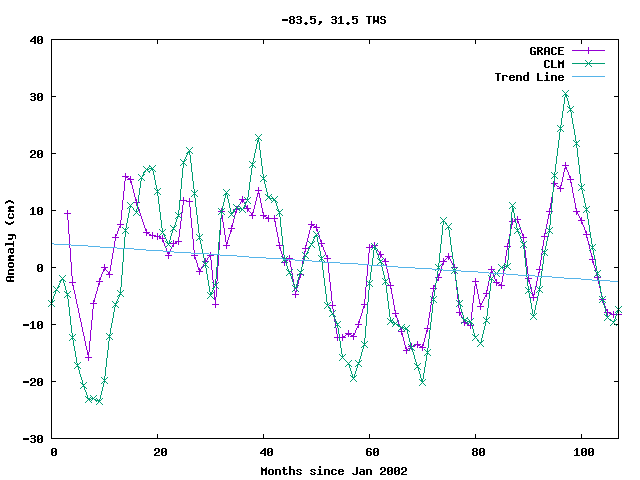 -83.5, 31.5 TWS
GRACE
CLM
Trend Line
40
30
20
10
0
-10
-20
-30
Anomaly (cm)
0 20 40 60 80 100
Months since Jan 2002